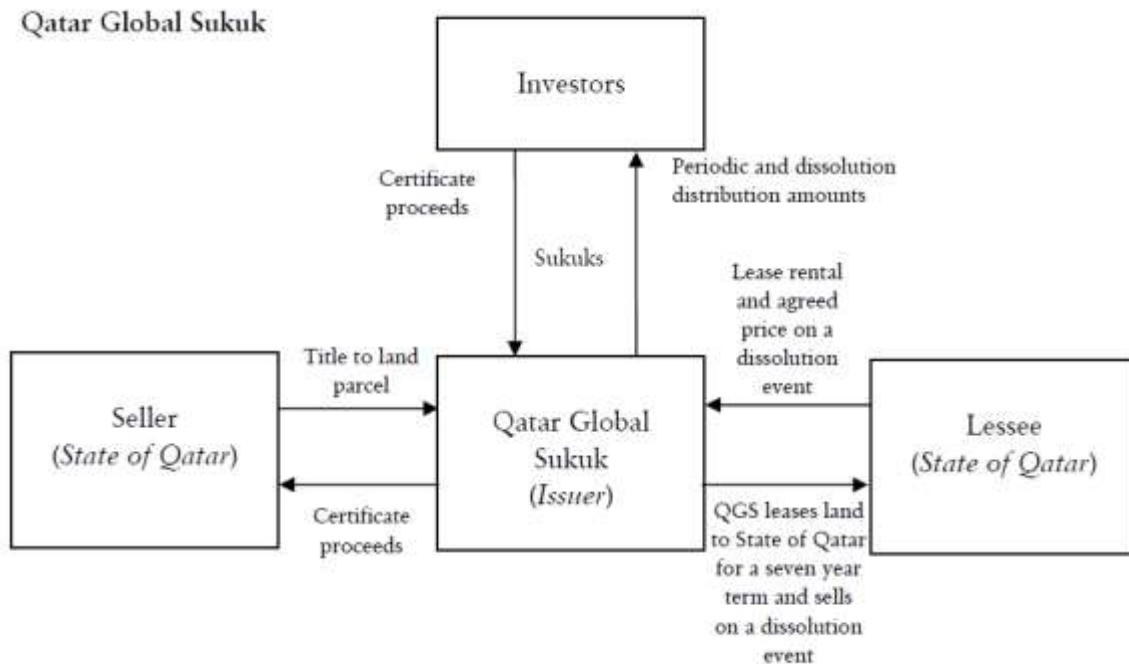 Qatar Global Sukuk
Investors
Certificate
proceeds
Periodic and dissolution
distribution amounts
Sukuks
Lease rental
and agreed
price on a
dissolution
event
Title to land
parcel
Seller
(State of Qatar)
Qatar Global
Sukuk
(Issuer)
Lessee
(State of Qatar)
Certificate
proceeds
QGS leases land
to State of Qatar
for a seven year
term and sells
on a dissolution
event